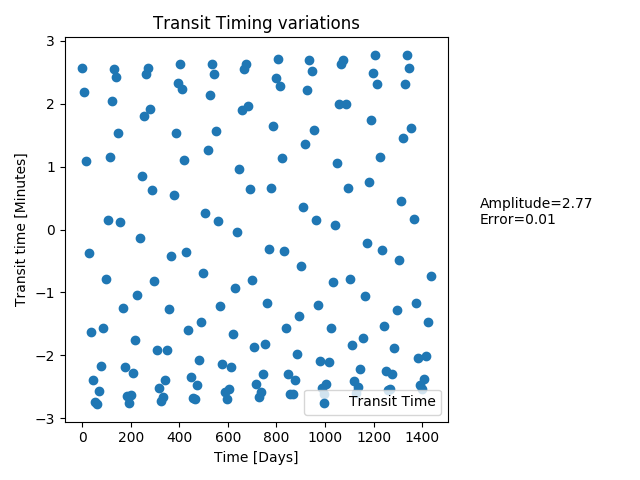 Transit Timing variations
3
2
1
0
−1
−2
−3
Transit time [Minutes]
Amplitude=2.77
Error=0.01
Transit Time
0 200 400 600 800 1000 1200 1400
Time [Days]